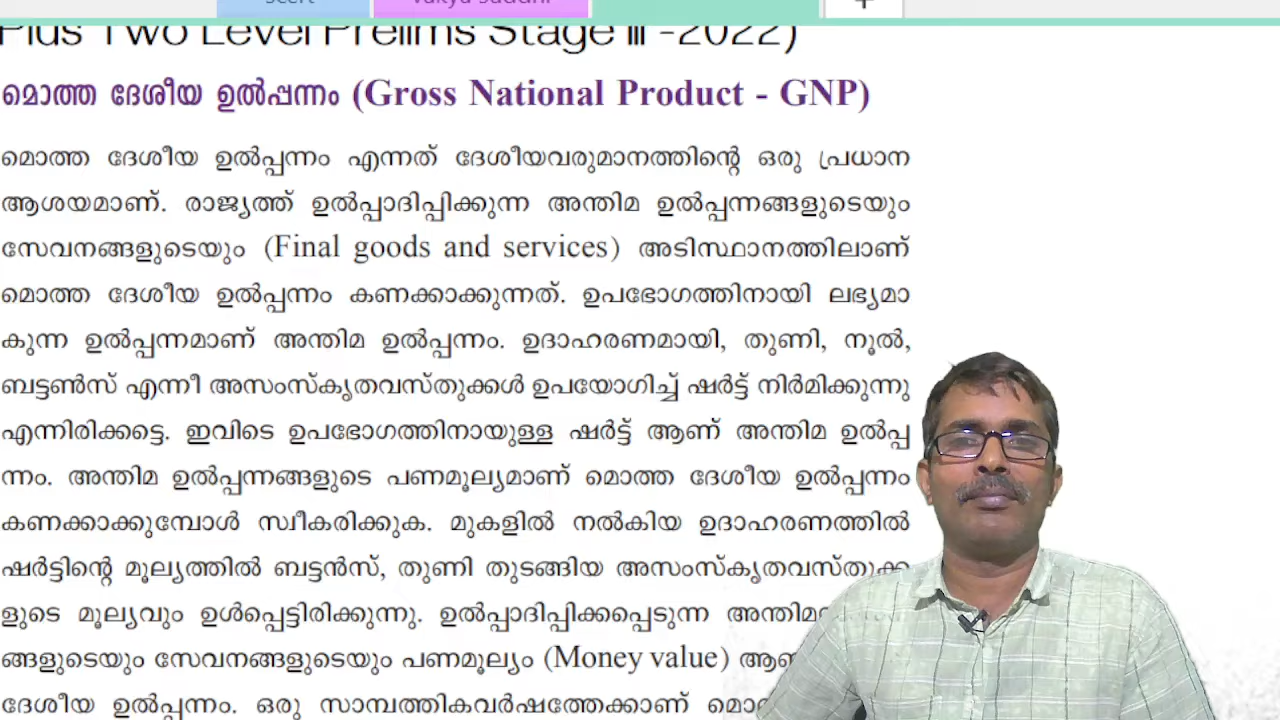 scert
vakya suddhi
+
Plus Two Level Prelims Stage III -2022)
മൊത്ത ദേശീയ ഉൽപ്പന്നം (Gross National Product - GNP)
മൊത്ത ദേശീയ ഉൽപ്പന്നം എന്നത് ദേശീയവരുമാനത്തിന്റെ ഒരു പ്രധാന
ആശയമാണ്. രാജ്യത്ത് ഉൽപ്പാദിപ്പിക്കുന്ന അന്തിമ ഉൽപ്പന്നങ്ങളുടെയും
സേവനങ്ങളുടെയും (Final goods and services) അടിസ്ഥാനത്തിലാണ്
മൊത്ത ദേശീയ ഉൽപ്പന്നം കണക്കാക്കുന്നത്. ഉപഭോഗത്തിനായി ലഭ്യമാ
കുന്ന ഉൽപ്പന്നമാണ് അന്തിമ ഉൽപ്പന്നം. ഉദാഹരണമായി, തുണി, നൂൽ,
ബട്ടൺസ് എന്നീ അസംസ്കൃതവസ്തുക്കൾ ഉപയോഗിച്ച് ഷർട്ട് നിർമിക്കുന്നു
എന്നിരിക്കട്ടെ. ഇവിടെ ഉപഭോഗത്തിനായുള്ള ഷർട്ട് ആണ് അന്തിമ ഉൽപ്പ
ന്നം. അന്തിമ ഉൽപ്പന്നങ്ങളുടെ പണമൂല്യമാണ് മൊത്ത ദേശീയ ഉൽപ്പന്നം
കണക്കാക്കുമ്പോൾ സ്വീകരിക്കുക. മുകളിൽ നൽകിയ ഉദാഹരണത്തിൽ
ഷർട്ടിന്റെ മൂല്യത്തിൽ ബട്ടൻസ്, തുണി തുടങ്ങിയ അസംസ്കൃതവസ്തുക്ക
ളുടെ മൂല്യവും ഉൾപ്പെട്ടിരിക്കുന്നു. ഉൽപ്പാദിപ്പിക്കപ്പെടുന്ന
ങ്ങളുടെയും സേവനങ്ങളുടെയും പണമൂല്യം (Money value)
ദേശീയ ഉൽപ്പന്നം. ഒരു സാമ്പത്തികവർഷത്തേക്കാണ്